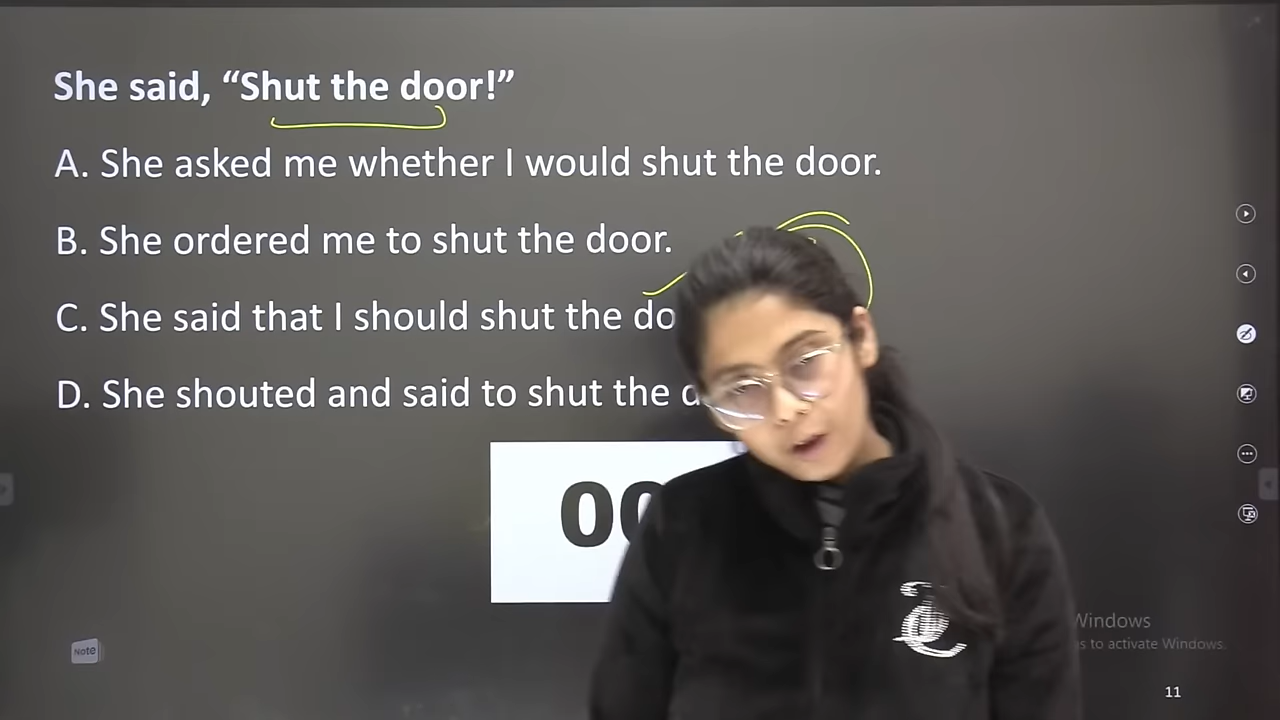 She said, “Shut the door!”
A. She asked me whether I would shut the door.
B. She ordered me to shut the door.
C. She said that I should shut the
D. She shouted and said to shut the
Note
Windows
to activate Windows.
11